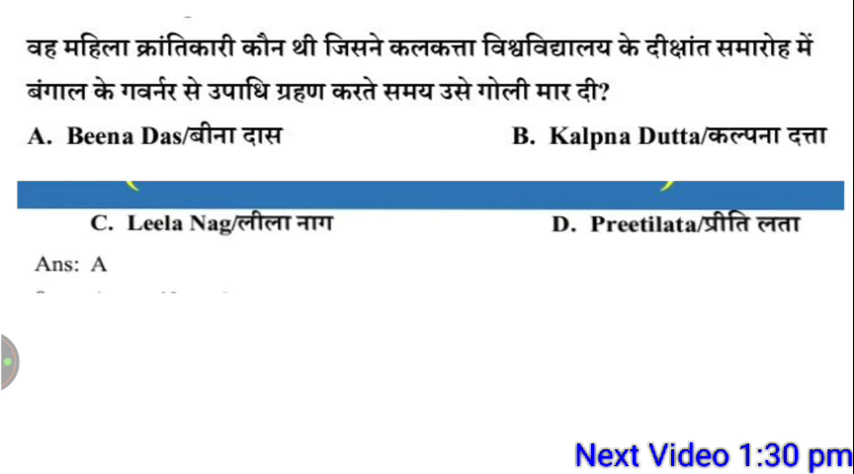 वह महिला क्रांतिकारी कौन थी जिसने कलकत्ता विश्वविद्यालय के दीक्षांत समारोह में
बंगाल के गवर्नर से उपाधि ग्रहण करते समय उसे गोली मार दी?
A. Beena Das/बीना दास B. Kalpna Dutta/कल्पना दत्ता
C. Leela Nag/लीला नाग D. Preetilata/प्रीति लता
Ans: A
Next Video 1:30 pm